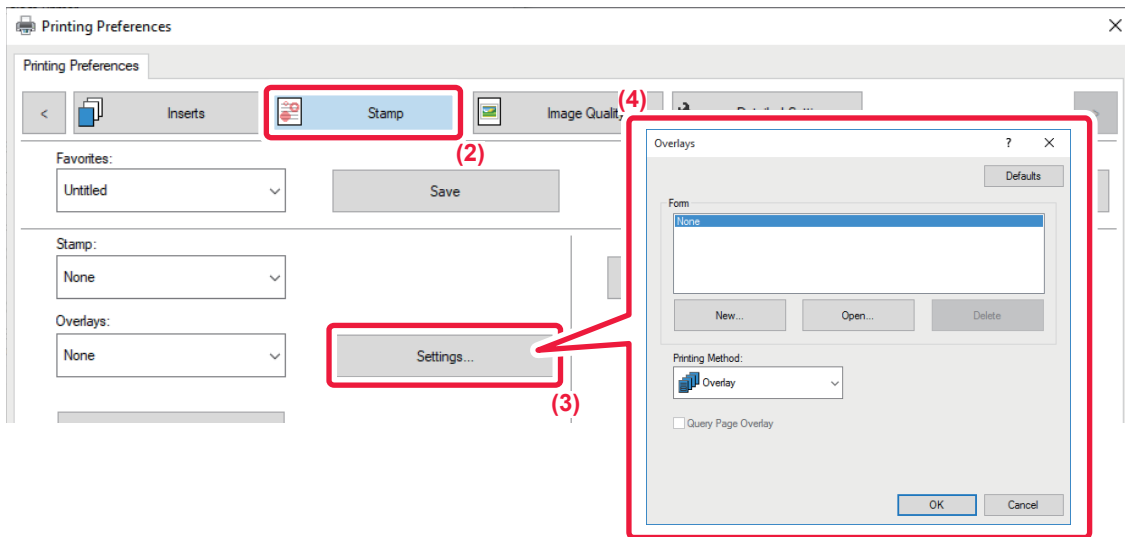 Printing Preferences
Printing Preferences
<
Inserts
Stamp
Image Quality
(4)
(2)
Favorites:
Untitled
Save
Stamp:
None
Overlays:
None
Settings...
(3)
Overlays
?
Defaults
Form
None
New...
Open...
Delete
Printing Method:
Overlay
Query Page Overlay
OK
Cancel